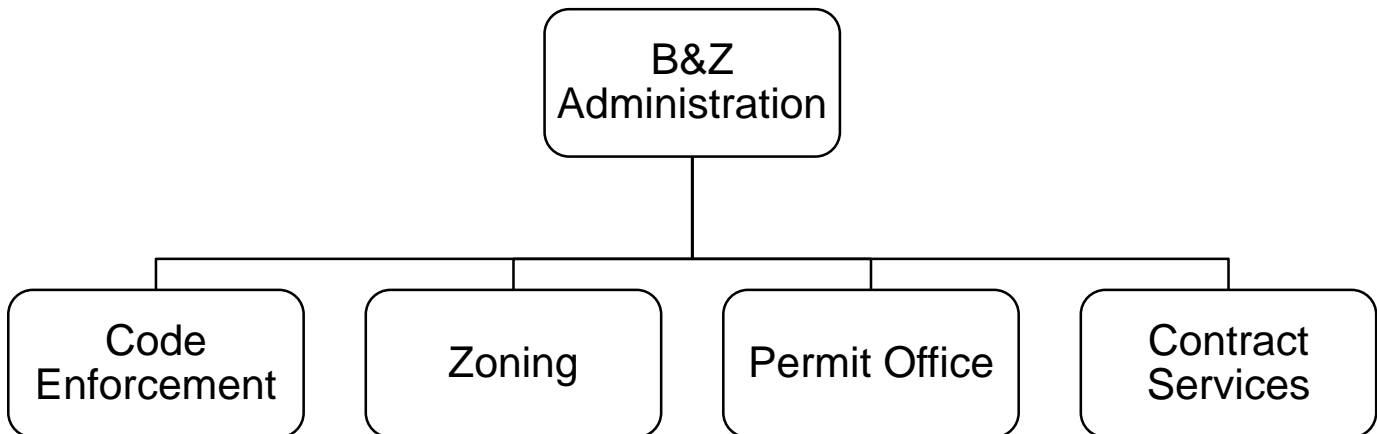 B&Z
Administration
Code
Enforcement
Zoning
Permit Office
Contract
Services